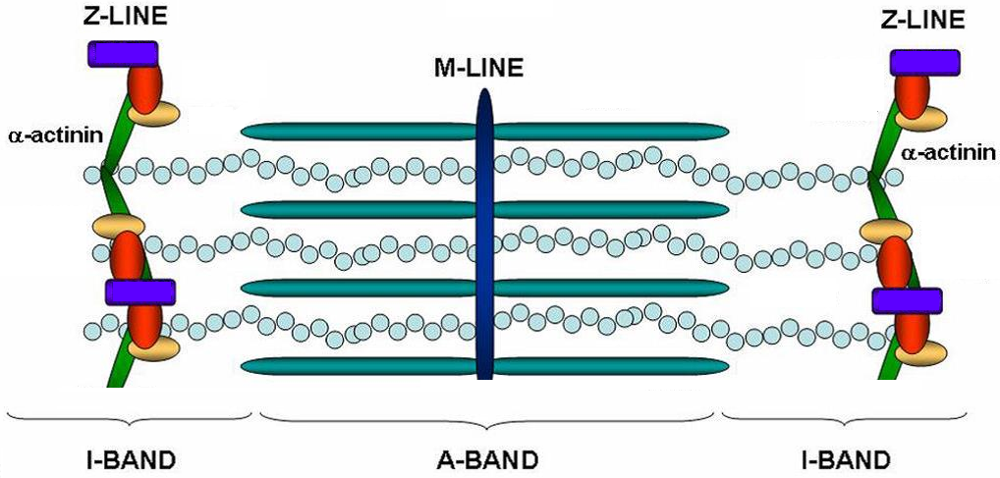 Z-LINE
Z-LINE
M-LINE
α-actinin
α-actinin
I-BAND
A-BAND
I-BAND